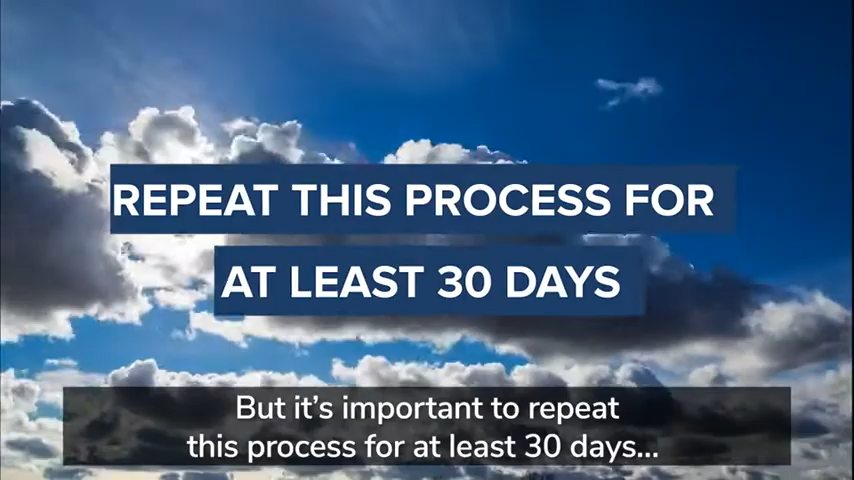 REPEAT THIS PROCESS FOR
AT LEAST 30 DAYS
But it’s important to repeat
this process for at least 30 days...